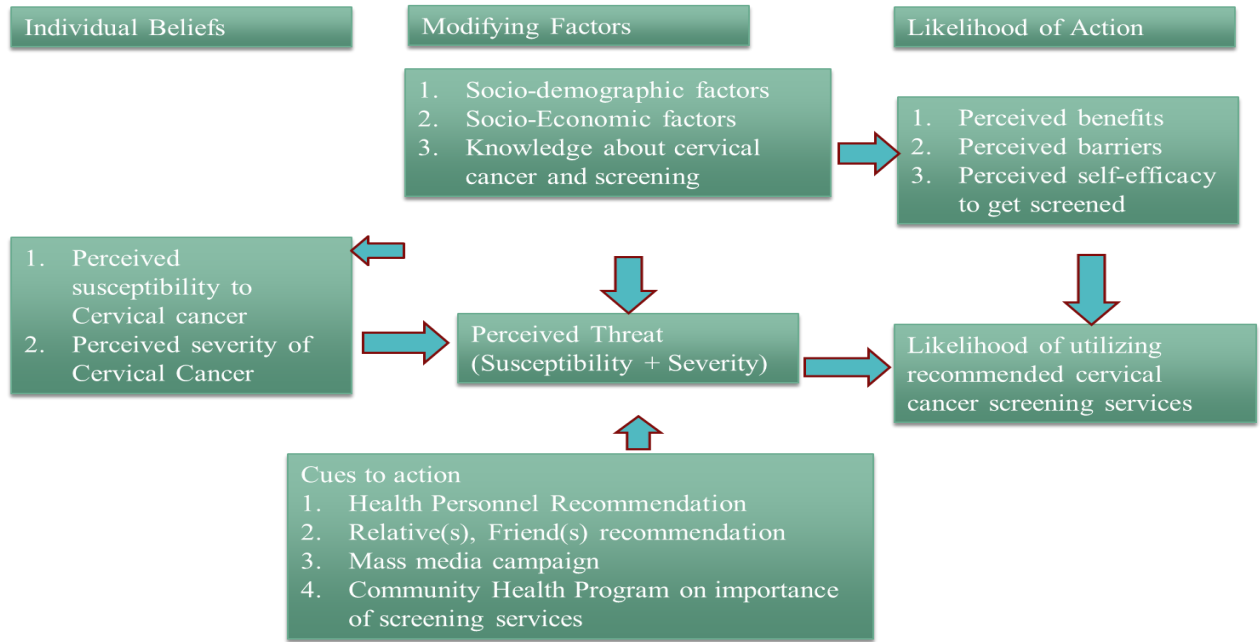 Individual Beliefs
Modifying Factors
Likelihood of Action
1. Socio-demographic factors
2. Socio-Economic factors
3. Knowledge about cervical
cancer and screening
1. Perceived benefits
2. Perceived barriers
3. Perceived self-efficacy
to get screened
1. Perceived
susceptibility to
Cervical cancer
2. Perceived severity of
Cervical Cancer
Perceived Threat
(Susceptibility + Severity)
Likelihood of utilizing
recommended cervical
cancer screening services
Cues to action
1. Health Personnel Recommendation
2. Relative(s), Friend(s) recommendation
3. Mass media campaign
4. Community Health Program on importance
of screening services